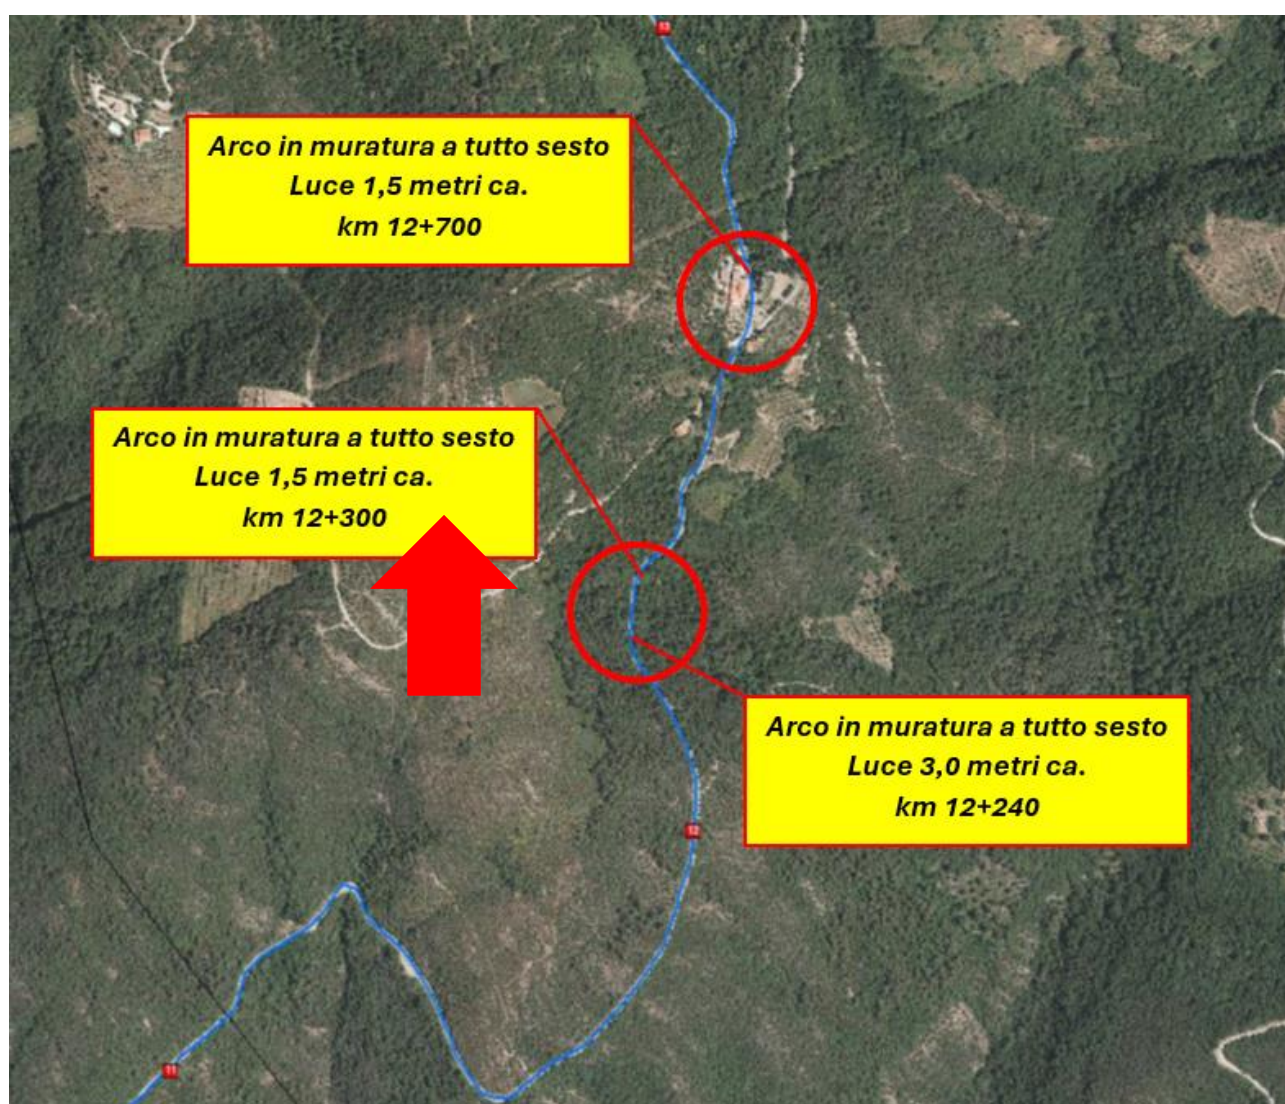 13
Arco in muratura a tutto sesto
Luce 1,5 metri ca.
km 12+700
Arco in muratura a tutto sesto
Luce 1,5 metri ca.
km 12+300
Arco in muratura a tutto sesto
Luce 3,0 metri ca.
km 12+240
12
11